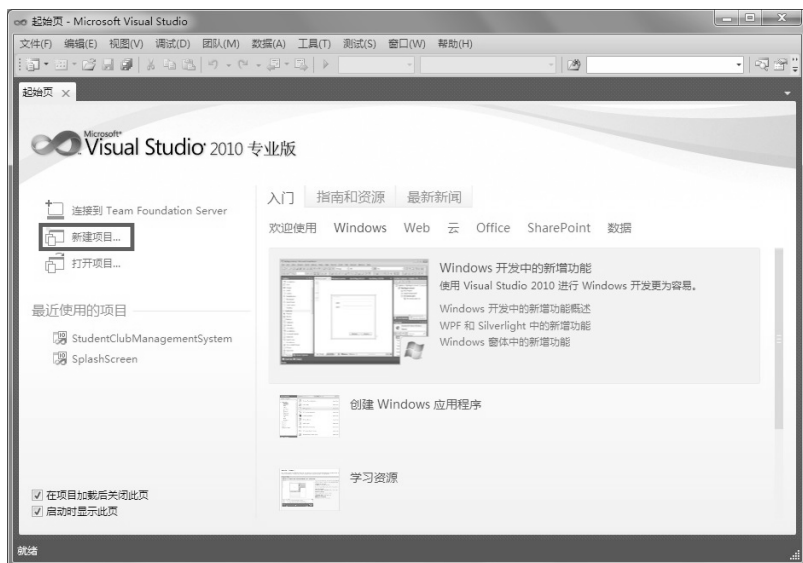 起始页 - Microsoft Visual Studio
文件(F) 编辑(E) 视图(V) 调试(D) 团队(M) 数据(A) 工具(T) 测试(S) 窗口(W) 帮助(H)
起始页
Microsoft
Visual Studio 2010 专业版
连接到 Team Foundation Server
新建项目...
打开项目...
最近使用的项目
StudentClubManagementSystem
SplashScreen
在项目加载后关闭此页
启动时显示此页
入门 指南和资源 最新新闻
欢迎使用 Windows Web 云 Office SharePoint 数据
Windows 开发中的新增功能
使用 Visual Studio 2010 进行 Windows 开发更为容易。
Windows 开发中的新增功能概述
WPF 和 Silverlight 中的新增功能
Windows 窗体中的新增功能
创建 Windows 应用程序
学习资源
就绪